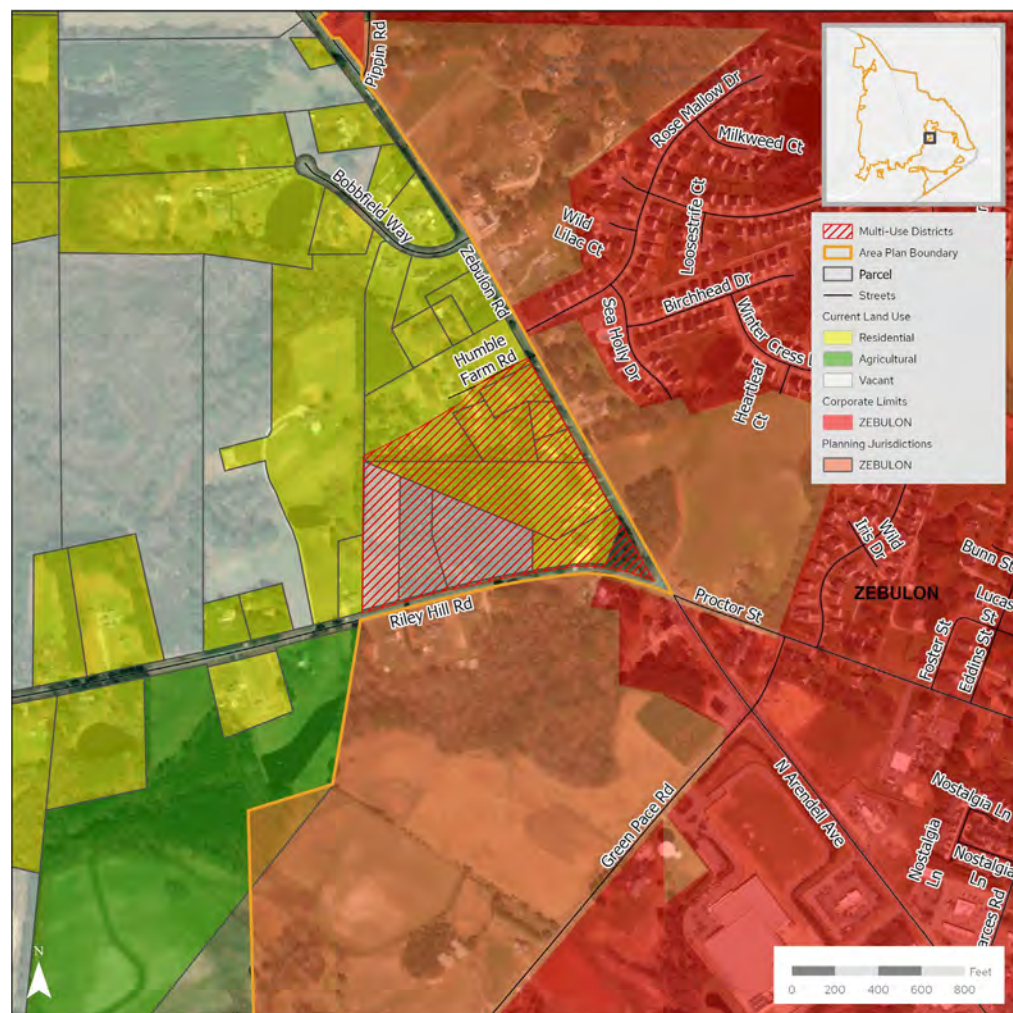 Pippin Rd
Rose Mallow Dr
Milkweed Ct
Bobbfield Way
Wild
Lilac Ct
Loosestrife Ct
Zebulon Rd
Birchhead Dr
Sea Holly Dr
Winter Cress D
Humble
Farm Rd
Heartleaf
Ct
Multi-Use Districts
Area Plan Boundary
Parcel
Streets
Current Land Use
Residential
Agricultural
Vacant
Corporate Limits
ZEBULON
Planning Jurisdictions
ZEBULON
Wild
Iris Dr
Bunn St
ZEBULON
Lucas
St
Foster St
Eddins St
Proctor St
Riley Hill Rd
N Arendell Ave
Green Pace Rd
Nostalgia Ln
Nostalgia
Ln
Nostalgia
Ln
arces Rd
N
Feet
0 200 400 600 800